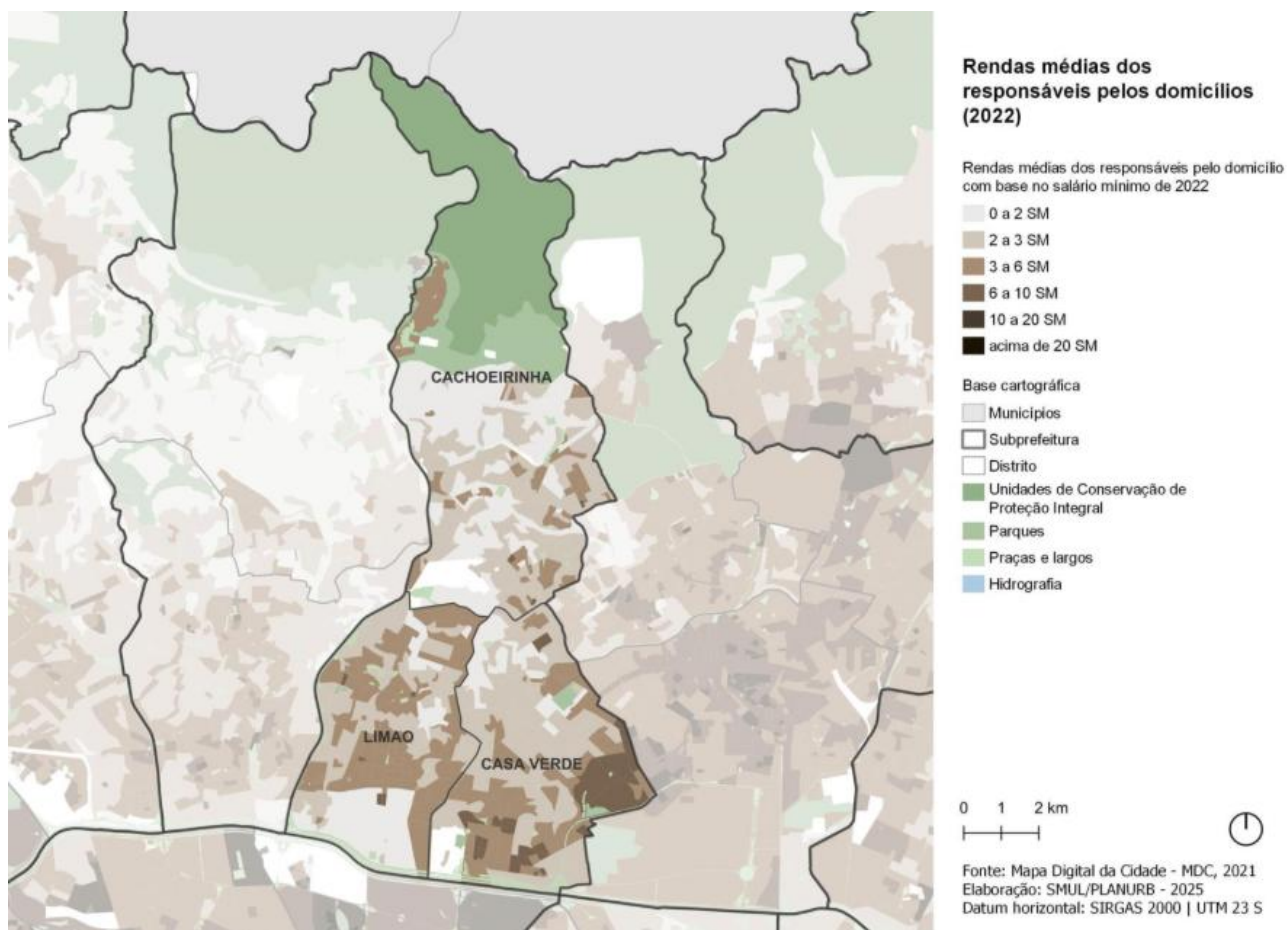 CACHOEIRINHA
LIMAO
CASA VERDE
Rendas médias dos
responsáveis pelos domicílios
(2022)
Rendas médias dos responsáveis pelo domicílio
com base no salário mínimo de 2022
0 a 2 SM
2 a 3 SM
3 a 6 SM
6 a 10 SM
10 a 20 SM
acima de 20 SM
Base cartográfica
Municípios
Subprefeitura
Distrito
Unidades de Conservação de
Proteção Integral
Parques
Praças e largos
Hidrografia
0 1 2 km
Fonte: Mapa Digital da Cidade - MDC, 2021
Elaboração: SMUL/PLANURB - 2025
Datum horizontal: SIRGAS 2000 | UTM 23 S